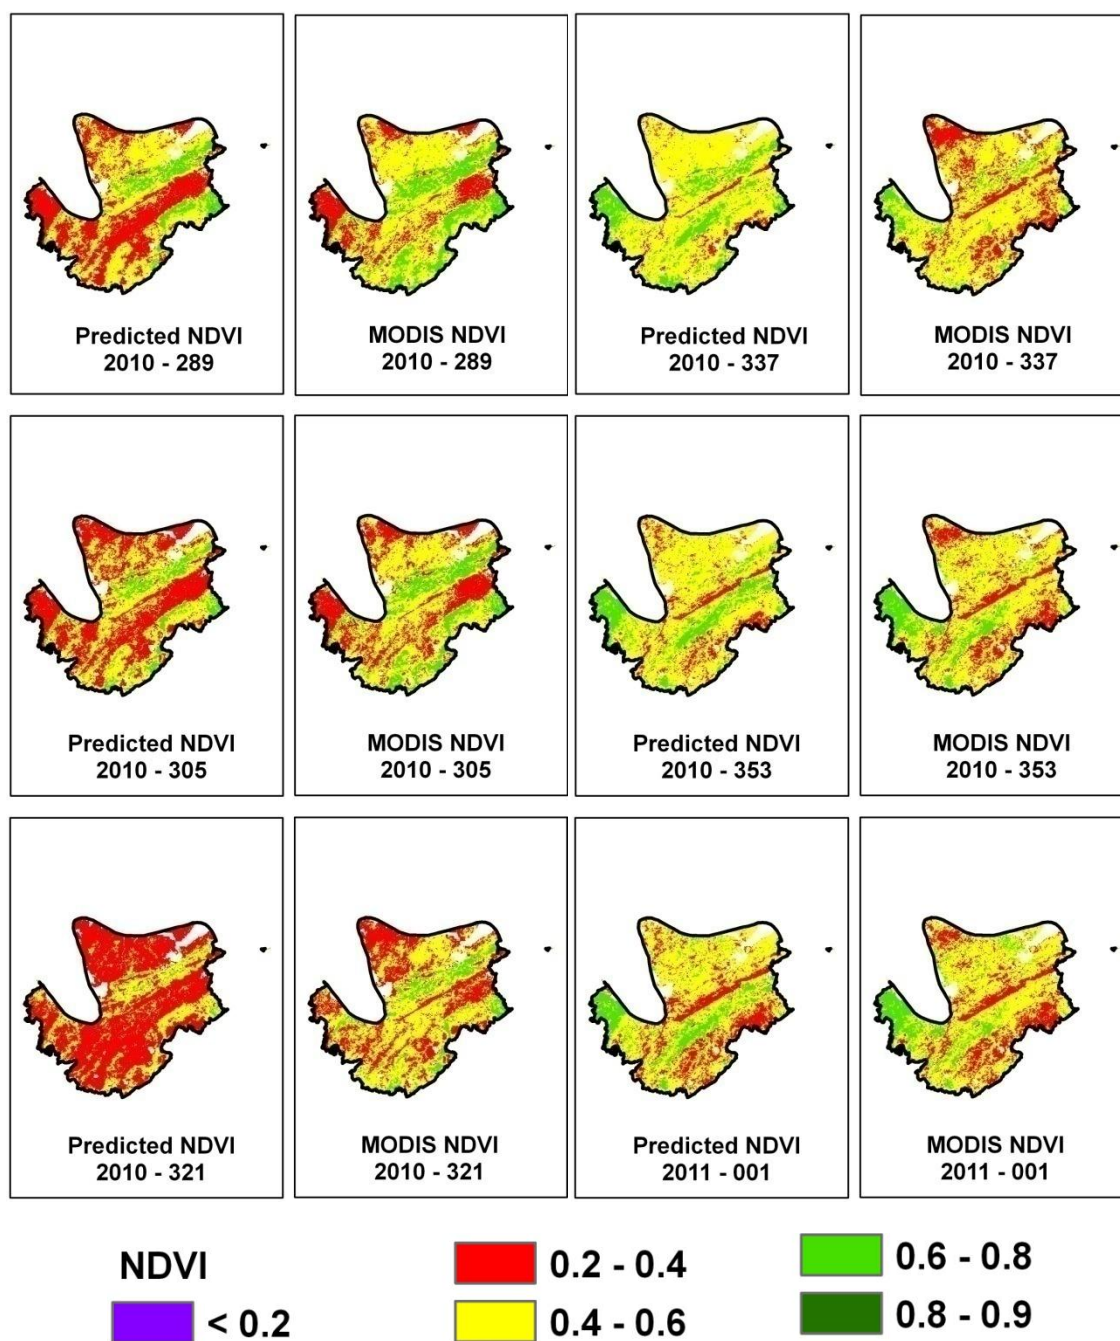 Predicted NDVI
2010 - 289
MODIS NDVI
2010 - 289
Predicted NDVI
2010 - 337
MODIS NDVI
2010 - 337
Predicted NDVI
2010 - 305
MODIS NDVI
2010 - 305
Predicted NDVI
2010 - 353
MODIS NDVI
2010 - 353
Predicted NDVI
2010 - 321
MODIS NDVI
2010 - 321
Predicted NDVI
2011 - 001
MODIS NDVI
2011 - 001
NDVI
< 0.2
0.2 - 0.4
0.4 - 0.6
0.6 - 0.8
0.8 - 0.9